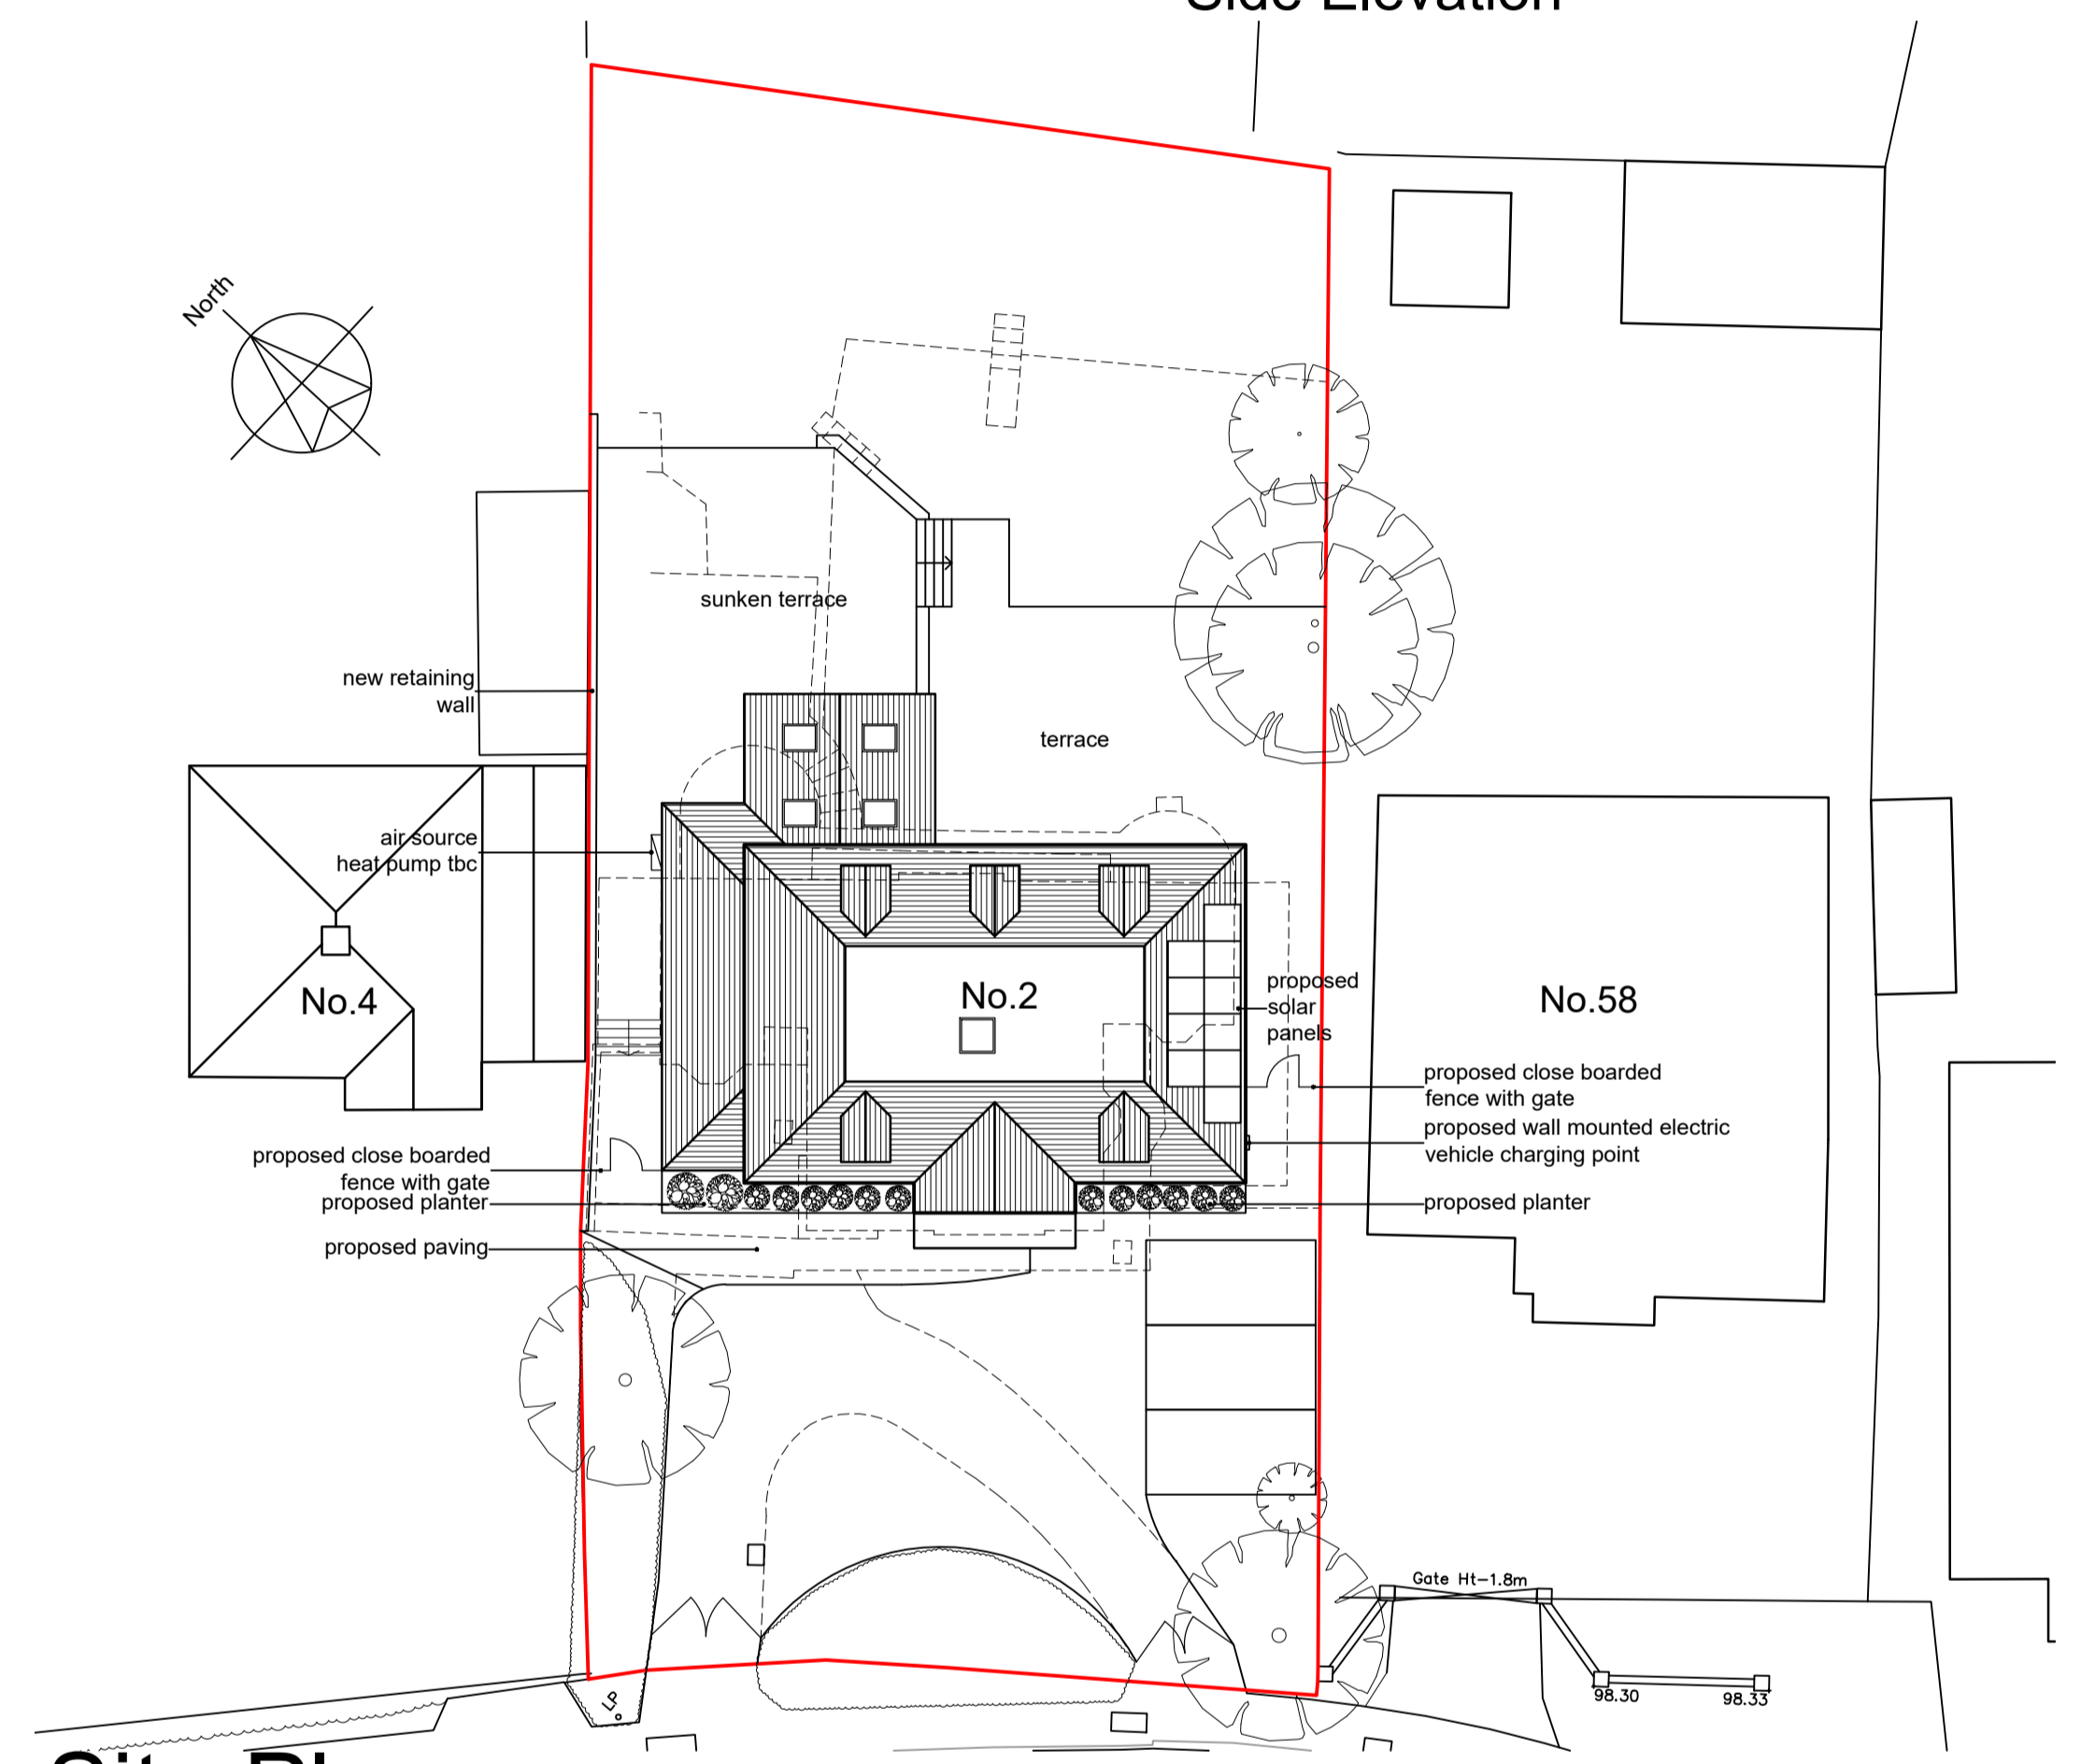 Side Elevation
North
sunken terrace
new retaining
wall
terrace
air source
heat pump tbc
No.4
No.2
No.58
proposed
solar
panels
proposed close boarded
fence with gate
proposed wall mounted electric
vehicle charging point
proposed close boarded
fence with gate
proposed planter
proposed planter
proposed paving
Gate Ht-1.8m
LP
98.30
98.33